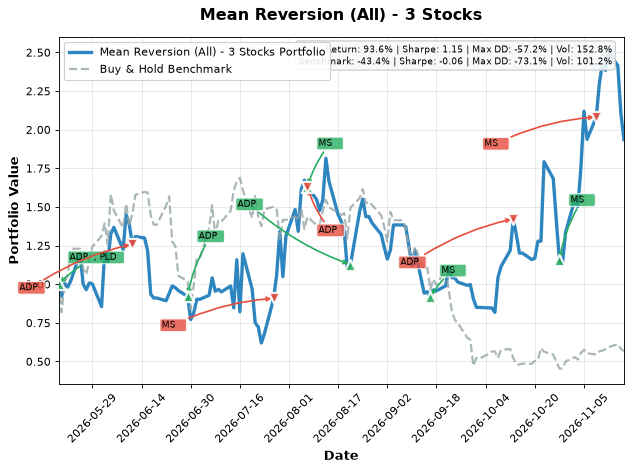 Mean Reversion (All) - 3 Stocks
Mean Reversion (All) - 3 Stocks Portfolio
Buy & Hold Benchmark
eturn: 93.6% | Sharpe: 1.15 | Max DD: -57.2% | Vol: 152.8%
Benchmark: -43.4% | Sharpe: -0.06 | Max DD: -73.1% | Vol: 101.2%
Portfolio Value
2.50
2.25
2.00
1.75
1.50
1.25
1.00
0.75
0.50
MS
MS
ADP
MS
ADP
ADP
ADP, PLD
ADP
MS
ADP
MS
2026-05-29
2026-06-14
2026-06-30
2026-07-16
2026-08-01
2026-08-17
2026-09-02
2026-09-18
2026-10-04
2026-10-20
2026-11-05
Date